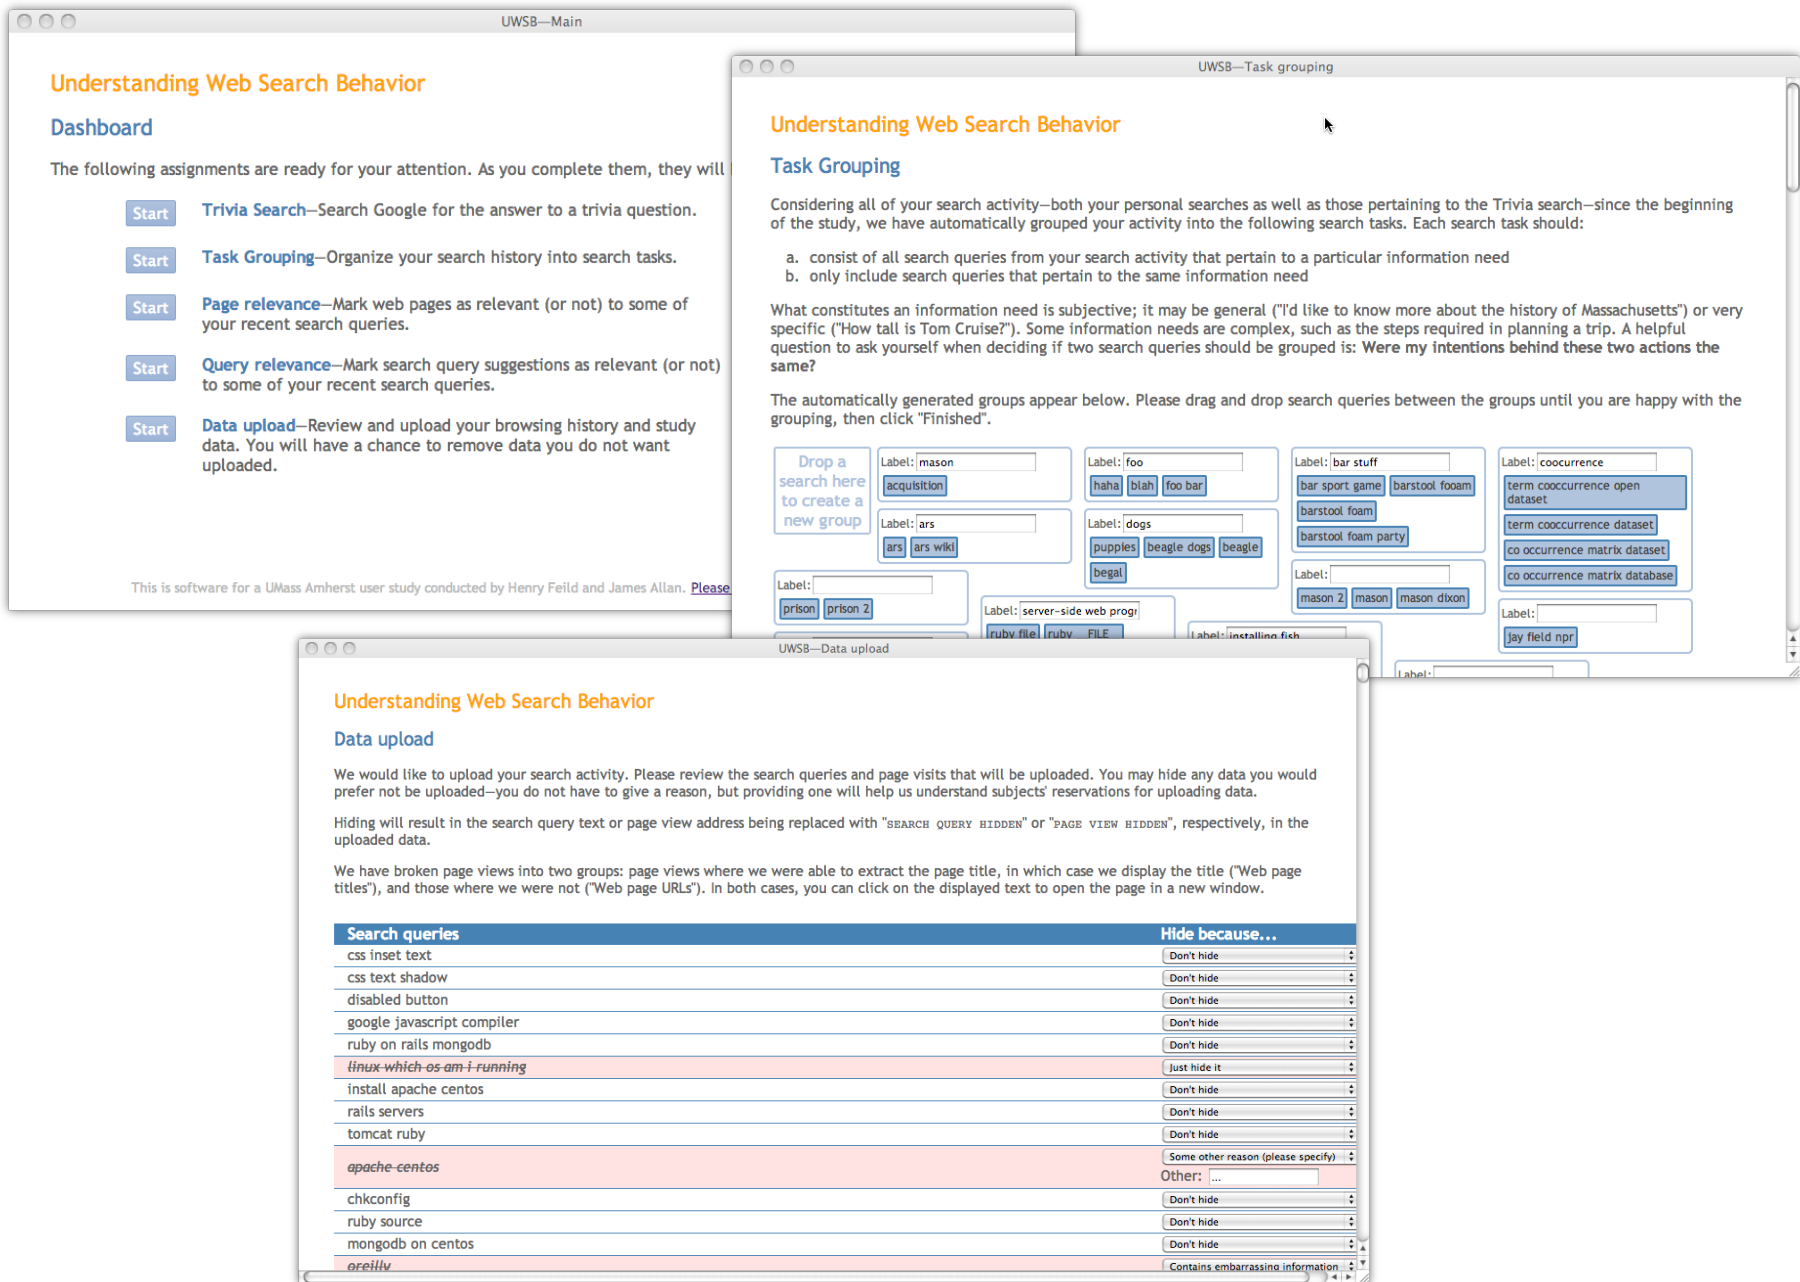 UWSB—Main
Understanding Web Search Behavior
Dashboard
The following assignments are ready for your attention. As you complete them, they will
Start
Trivia Search—Search Google for the answer to a trivia question.
Start
Task Grouping—Organize your search history into search tasks.
Start
Page relevance—Mark web pages as relevant (or not) to some of
your recent search queries.
Start
Query relevance—Mark search query suggestions as relevant (or not)
to some of your recent search queries.
Start
Data upload—Review and upload your browsing history and study
data. You will have a chance to remove data you do not want
uploaded.
This is software for a UMass Amherst user study conducted by Henry Feild and James Allan. Please
UWSB—Task grouping
Understanding Web Search Behavior
Task Grouping
Considering all of your search activity—both your personal searches as well as those pertaining to the Trivia search—since the beginning
of the study, we have automatically grouped your activity into the following search tasks. Each search task should:
a. consist of all search queries from your search activity that pertain to a particular information need
b. only include search queries that pertain to the same information need
What constitutes an information need is subjective; it may be general ("I'd like to know more about the history of Massachusetts") or very
specific ("How tall is Tom Cruise?"). Some information needs are complex, such as the steps required in planning a trip. A helpful
question to ask yourself when deciding if two search queries should be grouped is: Were my intentions behind these two actions the
same?
The automatically generated groups appear below. Please drag and drop search queries between the groups until you are happy with the
grouping, then click "Finished".
Drop a
search here
to create a
new group
Label: mason
acquisition
Label: ars
ars ars wiki
Label: foo
haha blah foo bar
Label: dogs
puppies beagle dogs beagle
begal
Label: bar stuff
bar sport game barstool fooam
barstool foam
barstool foam party
Label:
mason 2 mason mason dixon
Label: coocurrence
term cooccurrence open
dataset
term cooccurrence dataset
co occurrence matrix dataset
co occurrence matrix database
Label:
jay field npr
Label:
prison prison 2
Label: server-side web progr
ruby file ruby __FILE__
Label: installing fish
Label:
UWSB—Data upload
Understanding Web Search Behavior
Data upload
We would like to upload your search activity. Please review the search queries and page visits that will be uploaded. You may hide any data you would
prefer not be uploaded—you do not have to give a reason, but providing one will help us understand subjects' reservations for uploading data.
Hiding will result in the search query text or page view address being replaced with "SEARCH QUERY HIDDEN" or "PAGE VIEW HIDDEN", respectively, in the
uploaded data.
We have broken page views into two groups: page views where we were able to extract the page title, in which case we display the title ("Web page
titles"), and those where we were not ("Web page URLs"). In both cases, you can click on the displayed text to open the page in a new window.
Search queries Hide because...
css inset text Don't hide
css text shadow Don't hide
disabled button Don't hide
google javascript compiler Don't hide
ruby on rails mongodb Don't hide
linux which os am i running Just hide it
install apache centos Don't hide
rails servers Don't hide
tomcat ruby Don't hide
apache centos Some other reason (please specify)
Other: ...
chkconfig Don't hide
ruby source Don't hide
mongodb on centos Don't hide
oreilly Contains embarrassing information